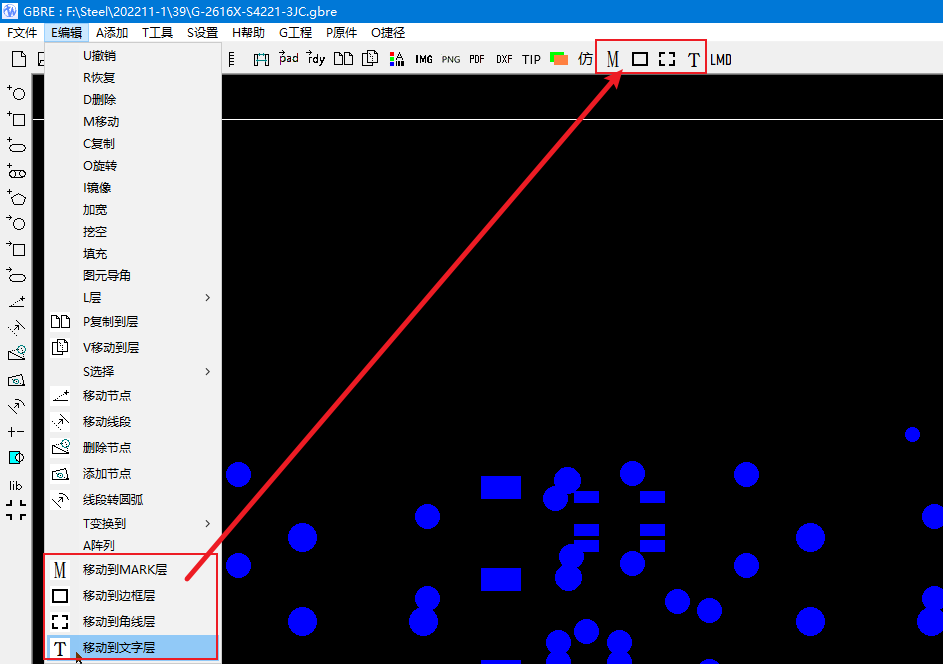 GBRE : F:\Steel\202211-1\39\G-2616X-S4221-3JC.gbre
F文件 E编辑 A添加 T工具 S设置 H帮助 G工程 P原件 O捷径
pad rdy IMG PNG PDF DXF TIP 仿 M T LMD
U撤销
R恢复
D删除
M移动
C复制
O旋转
I镜像
加宽
挖空
填充
图元导角
L层
P复制到层
V移动到层
S选择
移动节点
移动线段
删除节点
添加节点
线段转圆弧
T变换到
A阵列
M 移动到MARK层
移动到边框层
移动到角线层
T 移动到文字层
lib